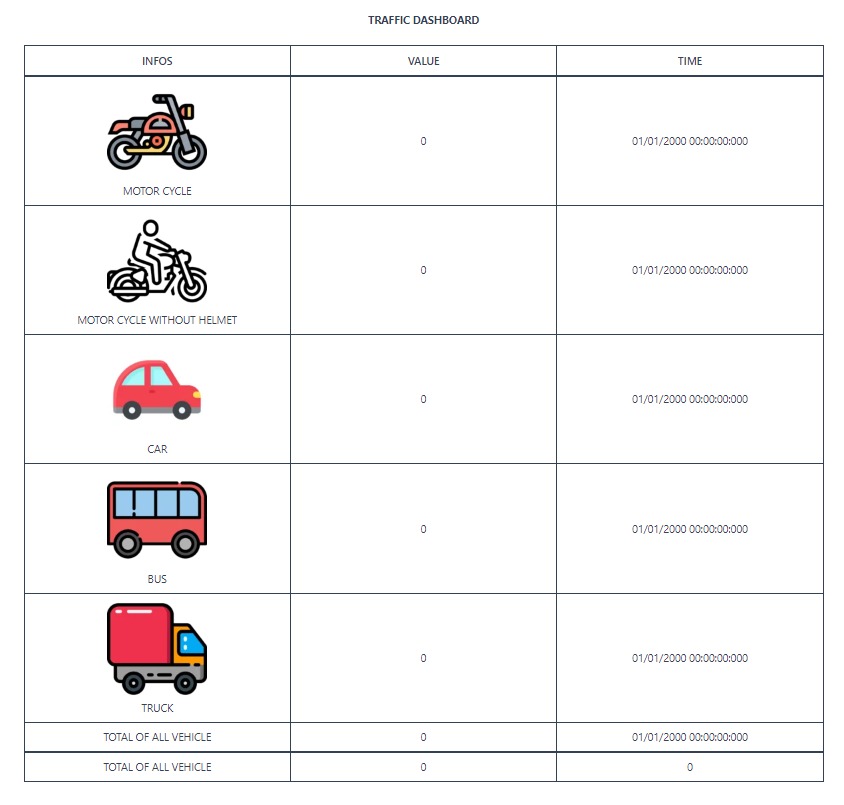 TRAFFIC DASHBOARD
INFOS VALUE TIME
MOTOR CYCLE 0 01/01/2000 00:00:00:000
MOTOR CYCLE WITHOUT HELMET 0 01/01/2000 00:00:00:000
CAR 0 01/01/2000 00:00:00:000
BUS 0 01/01/2000 00:00:00:000
TRUCK 0 01/01/2000 00:00:00:000
TOTAL OF ALL VEHICLE 0 01/01/2000 00:00:00:000
TOTAL OF ALL VEHICLE 0 0